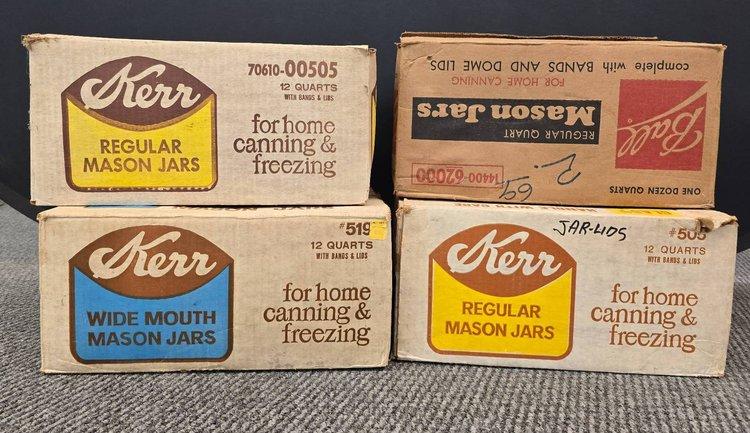 Kerr
REGULAR
MASON JARS
70610-00505
12 QUARTS
WITH BANDS & LIDS
for home
canning &
freezing
Ball
ONE DOZEN QUARTS
REGULAR QUART
Mason Jars
FOR HOME CANNING
complete with BANDS AND DOME LIDS
14400-62000
69¢
Kerr
WIDE MOUTH
MASON JARS
#519
12 QUARTS
WITH BANDS & LIDS
for home
canning &
freezing
Kerr
REGULAR
MASON JARS
JAR-LIDS
#505
12 QUARTS
WITH BANDS & LIDS
for home
canning &
freezing